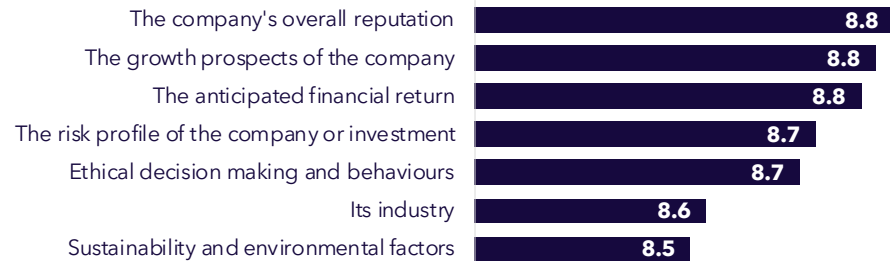 The company's overall reputation 8.8
The growth prospects of the company 8.8
The anticipated financial return 8.8
The risk profile of the company or investment 8.7
Ethical decision making and behaviours 8.7
Its industry 8.6
Sustainability and environmental factors 8.5